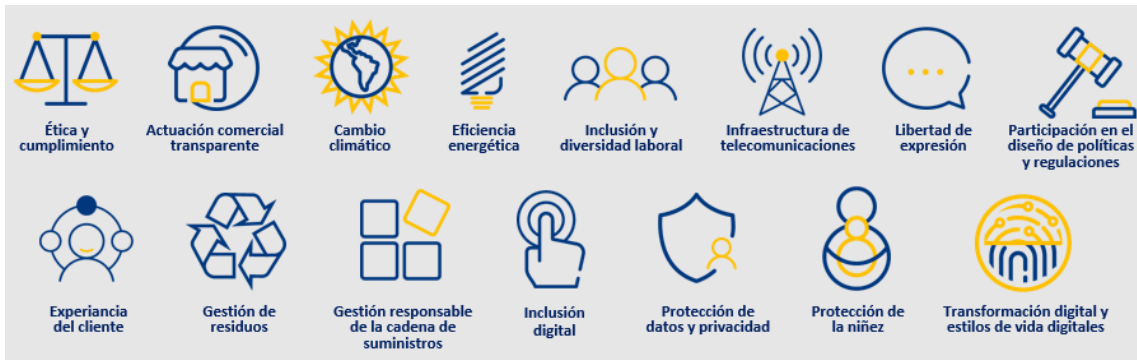 Ética y
cumplimiento
Actuación comercial
transparente
Cambio
climático
Eficiencia
energética
Inclusión y
diversidad laboral
Infraestructura de
telecomunicaciones
Libertad de
expresión
Participación en el
diseño de políticas
y regulaciones
Experiancia
del cliente
Gestión de
residuos
Gestión responsable
de la cadena de
suministros
Inclusión
digital
Protección de
datos y privacidad
Protección de
la niñez
Transformación digital y
estilos de vida digitales